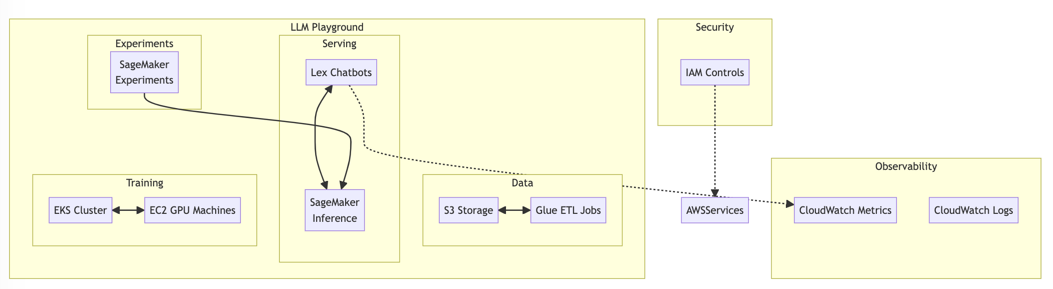 LLM Playground
Security
Experiments
Serving
SageMaker
Experiments
Lex Chatbots
IAM Controls
Observability
Training
Data
EKS Cluster
EC2 GPU Machines
SageMaker
Inference
S3 Storage
Glue ETL Jobs
AWSServices
CloudWatch Metrics
CloudWatch Logs